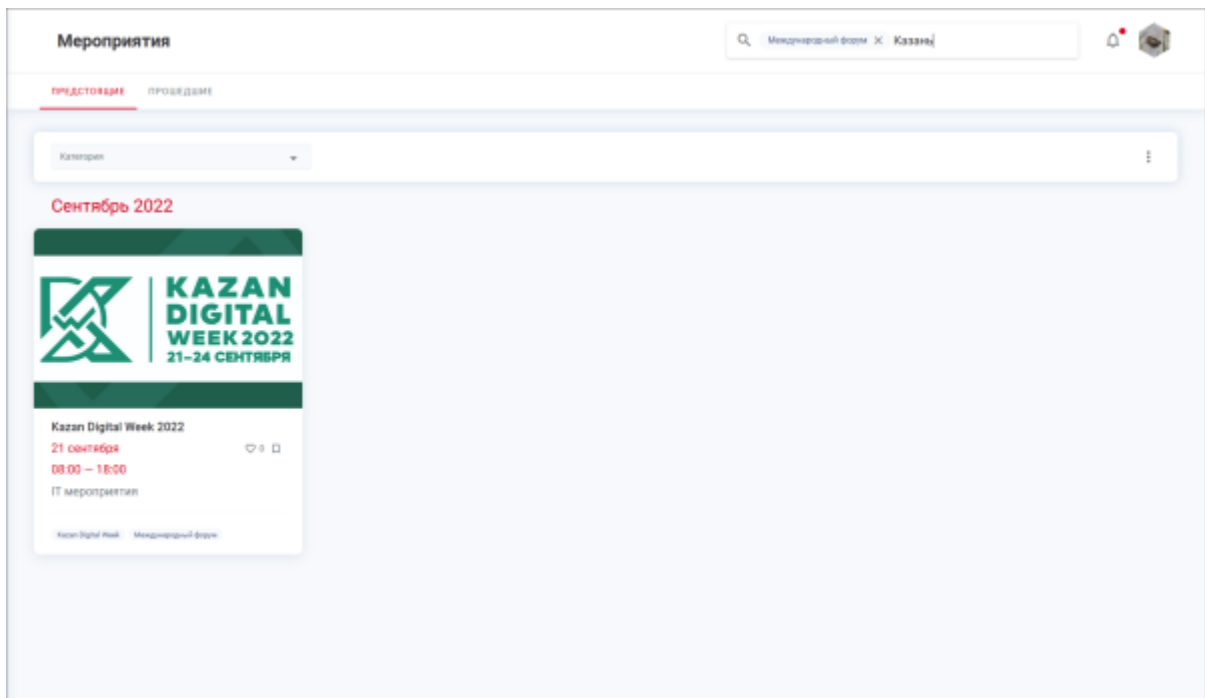 Мероприятия
Международный форум × Казань
ПРЕДСТОЯЩИЕ ПРОШЕДШИЕ
Категория
Сентябрь 2022
KAZAN
DIGITAL
WEEK 2022
21–24 СЕНТЯБРЯ
Kazan Digital Week 2022
21 сентября
0
08:00 — 18:00
IT мероприятия
Kazan Digital Week Международный форум